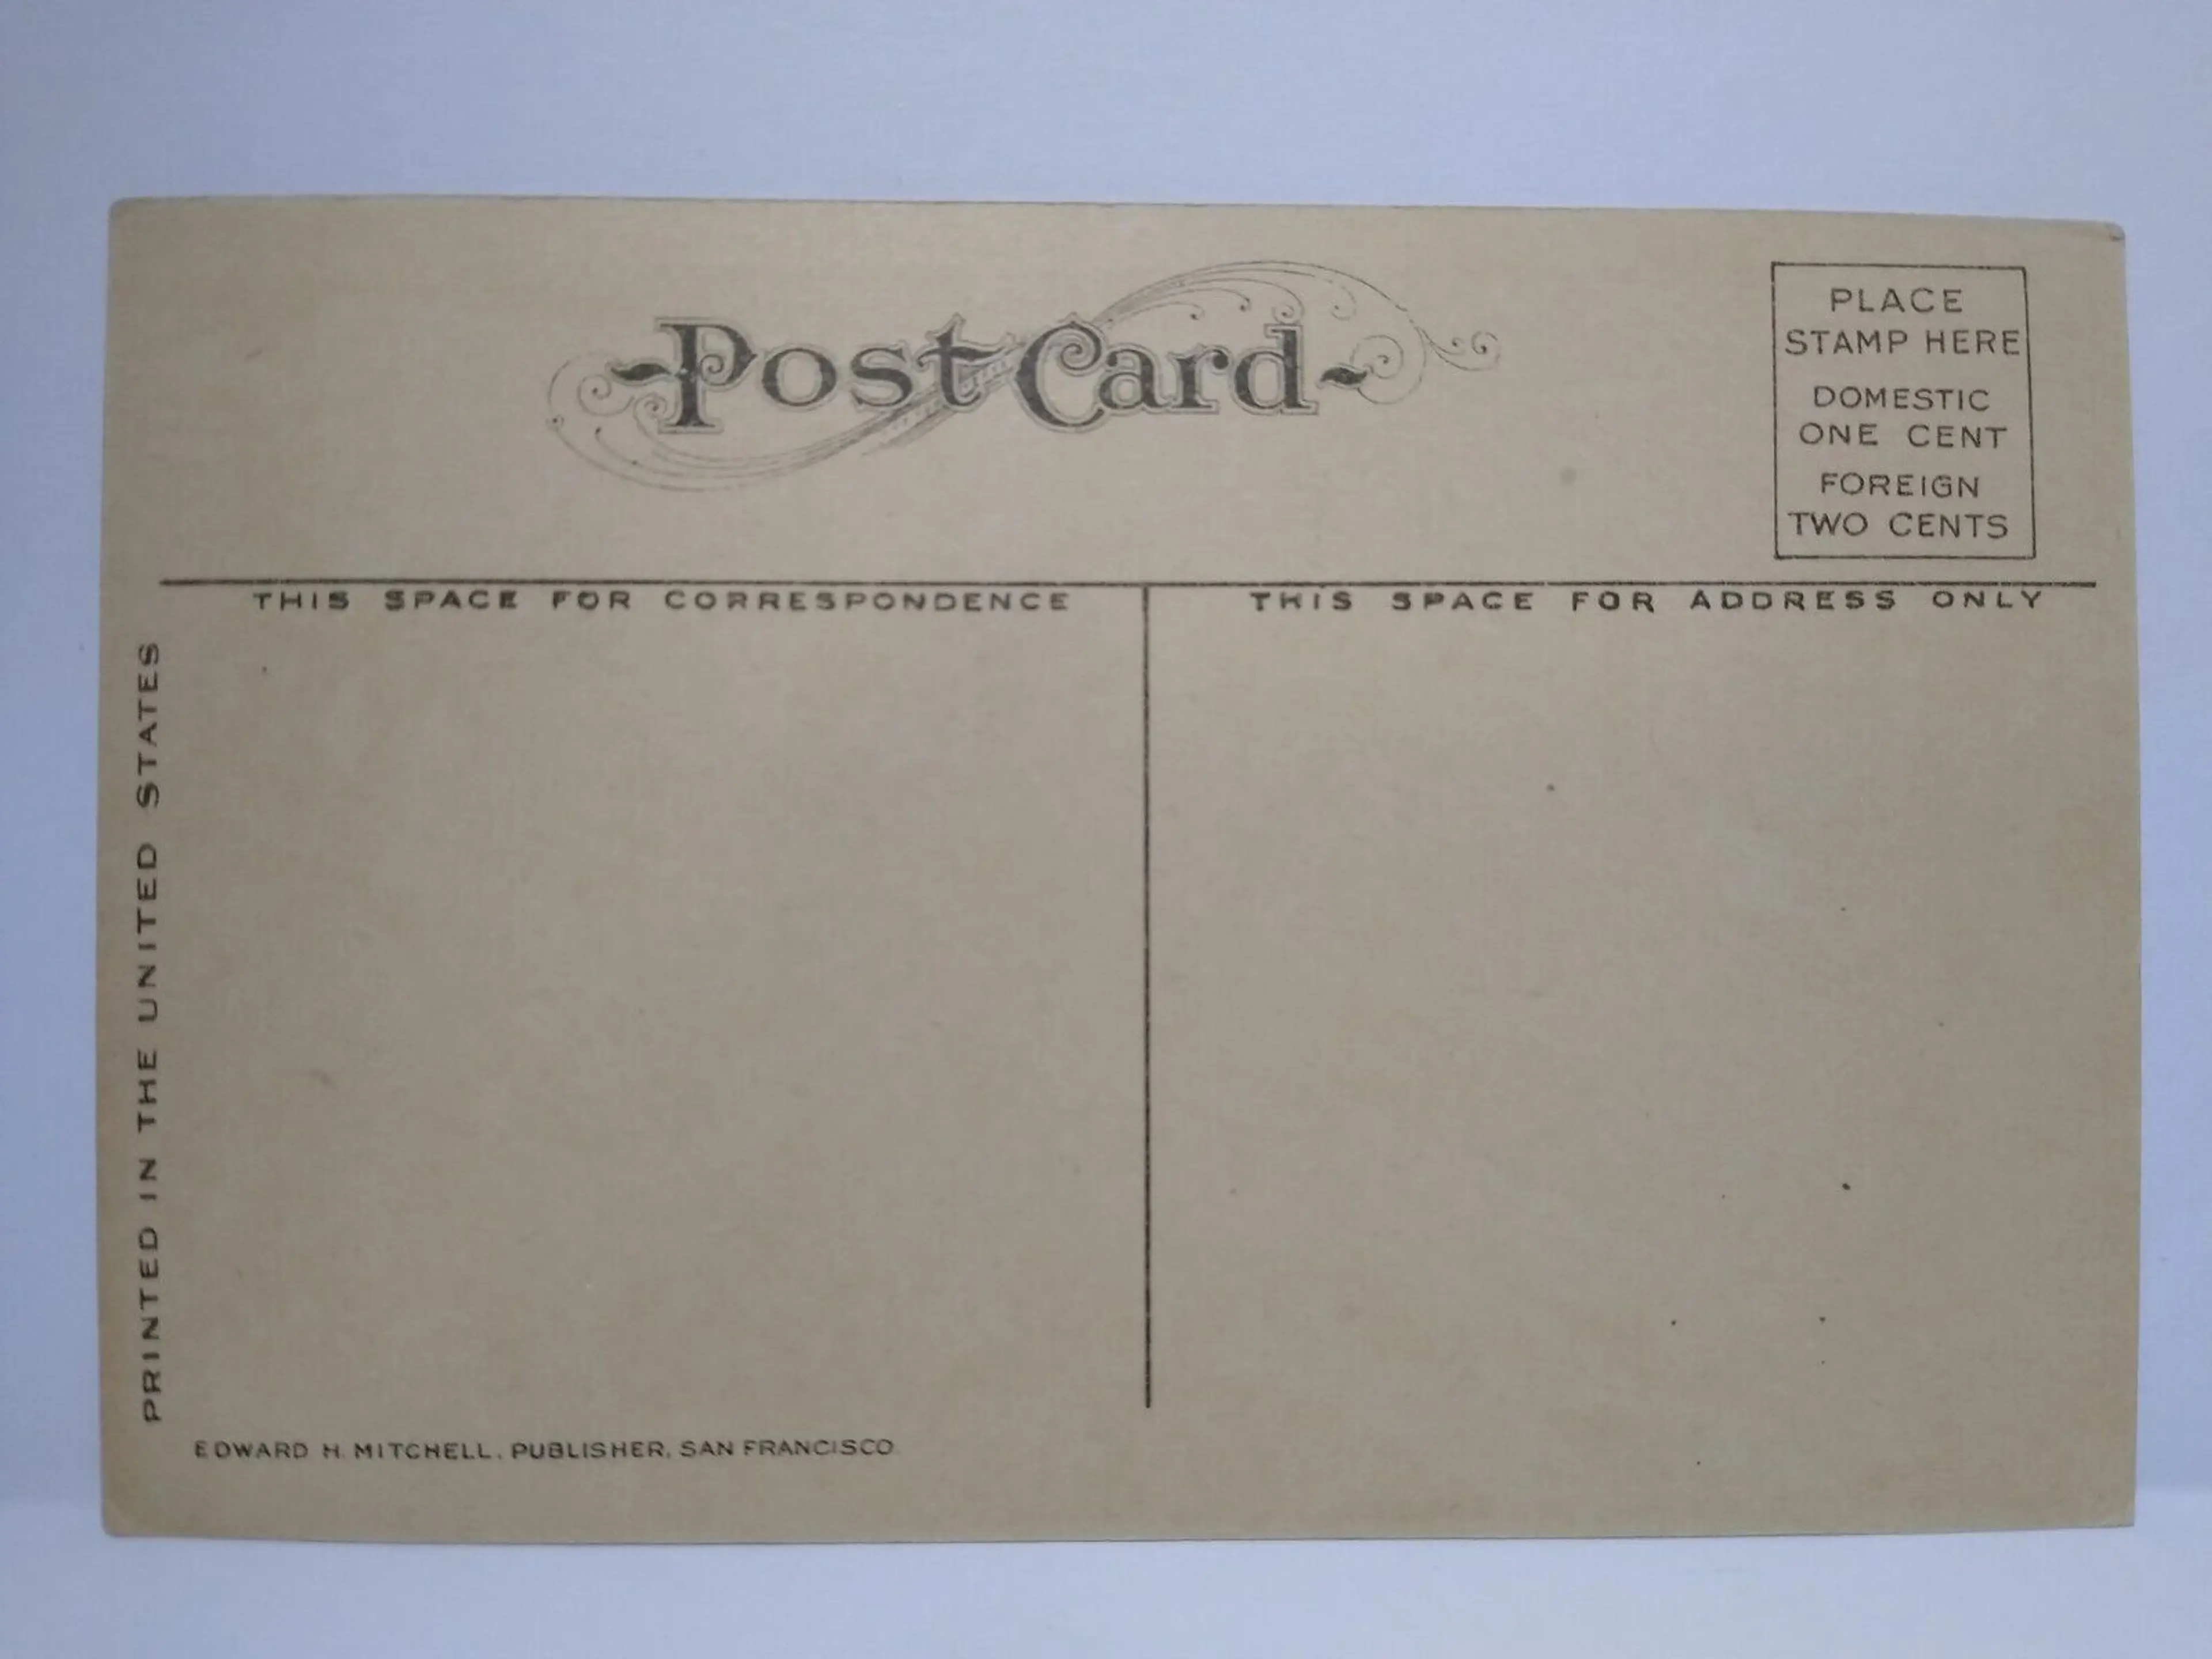 Post Card
PLACE
STAMP HERE
DOMESTIC
ONE CENT
FOREIGN
TWO CENTS
THIS SPACE FOR CORRESPONDENCE
THIS SPACE FOR ADDRESS ONLY
PRINTED IN THE UNITED STATES
EDWARD H. MITCHELL, PUBLISHER, SAN FRANCISCO